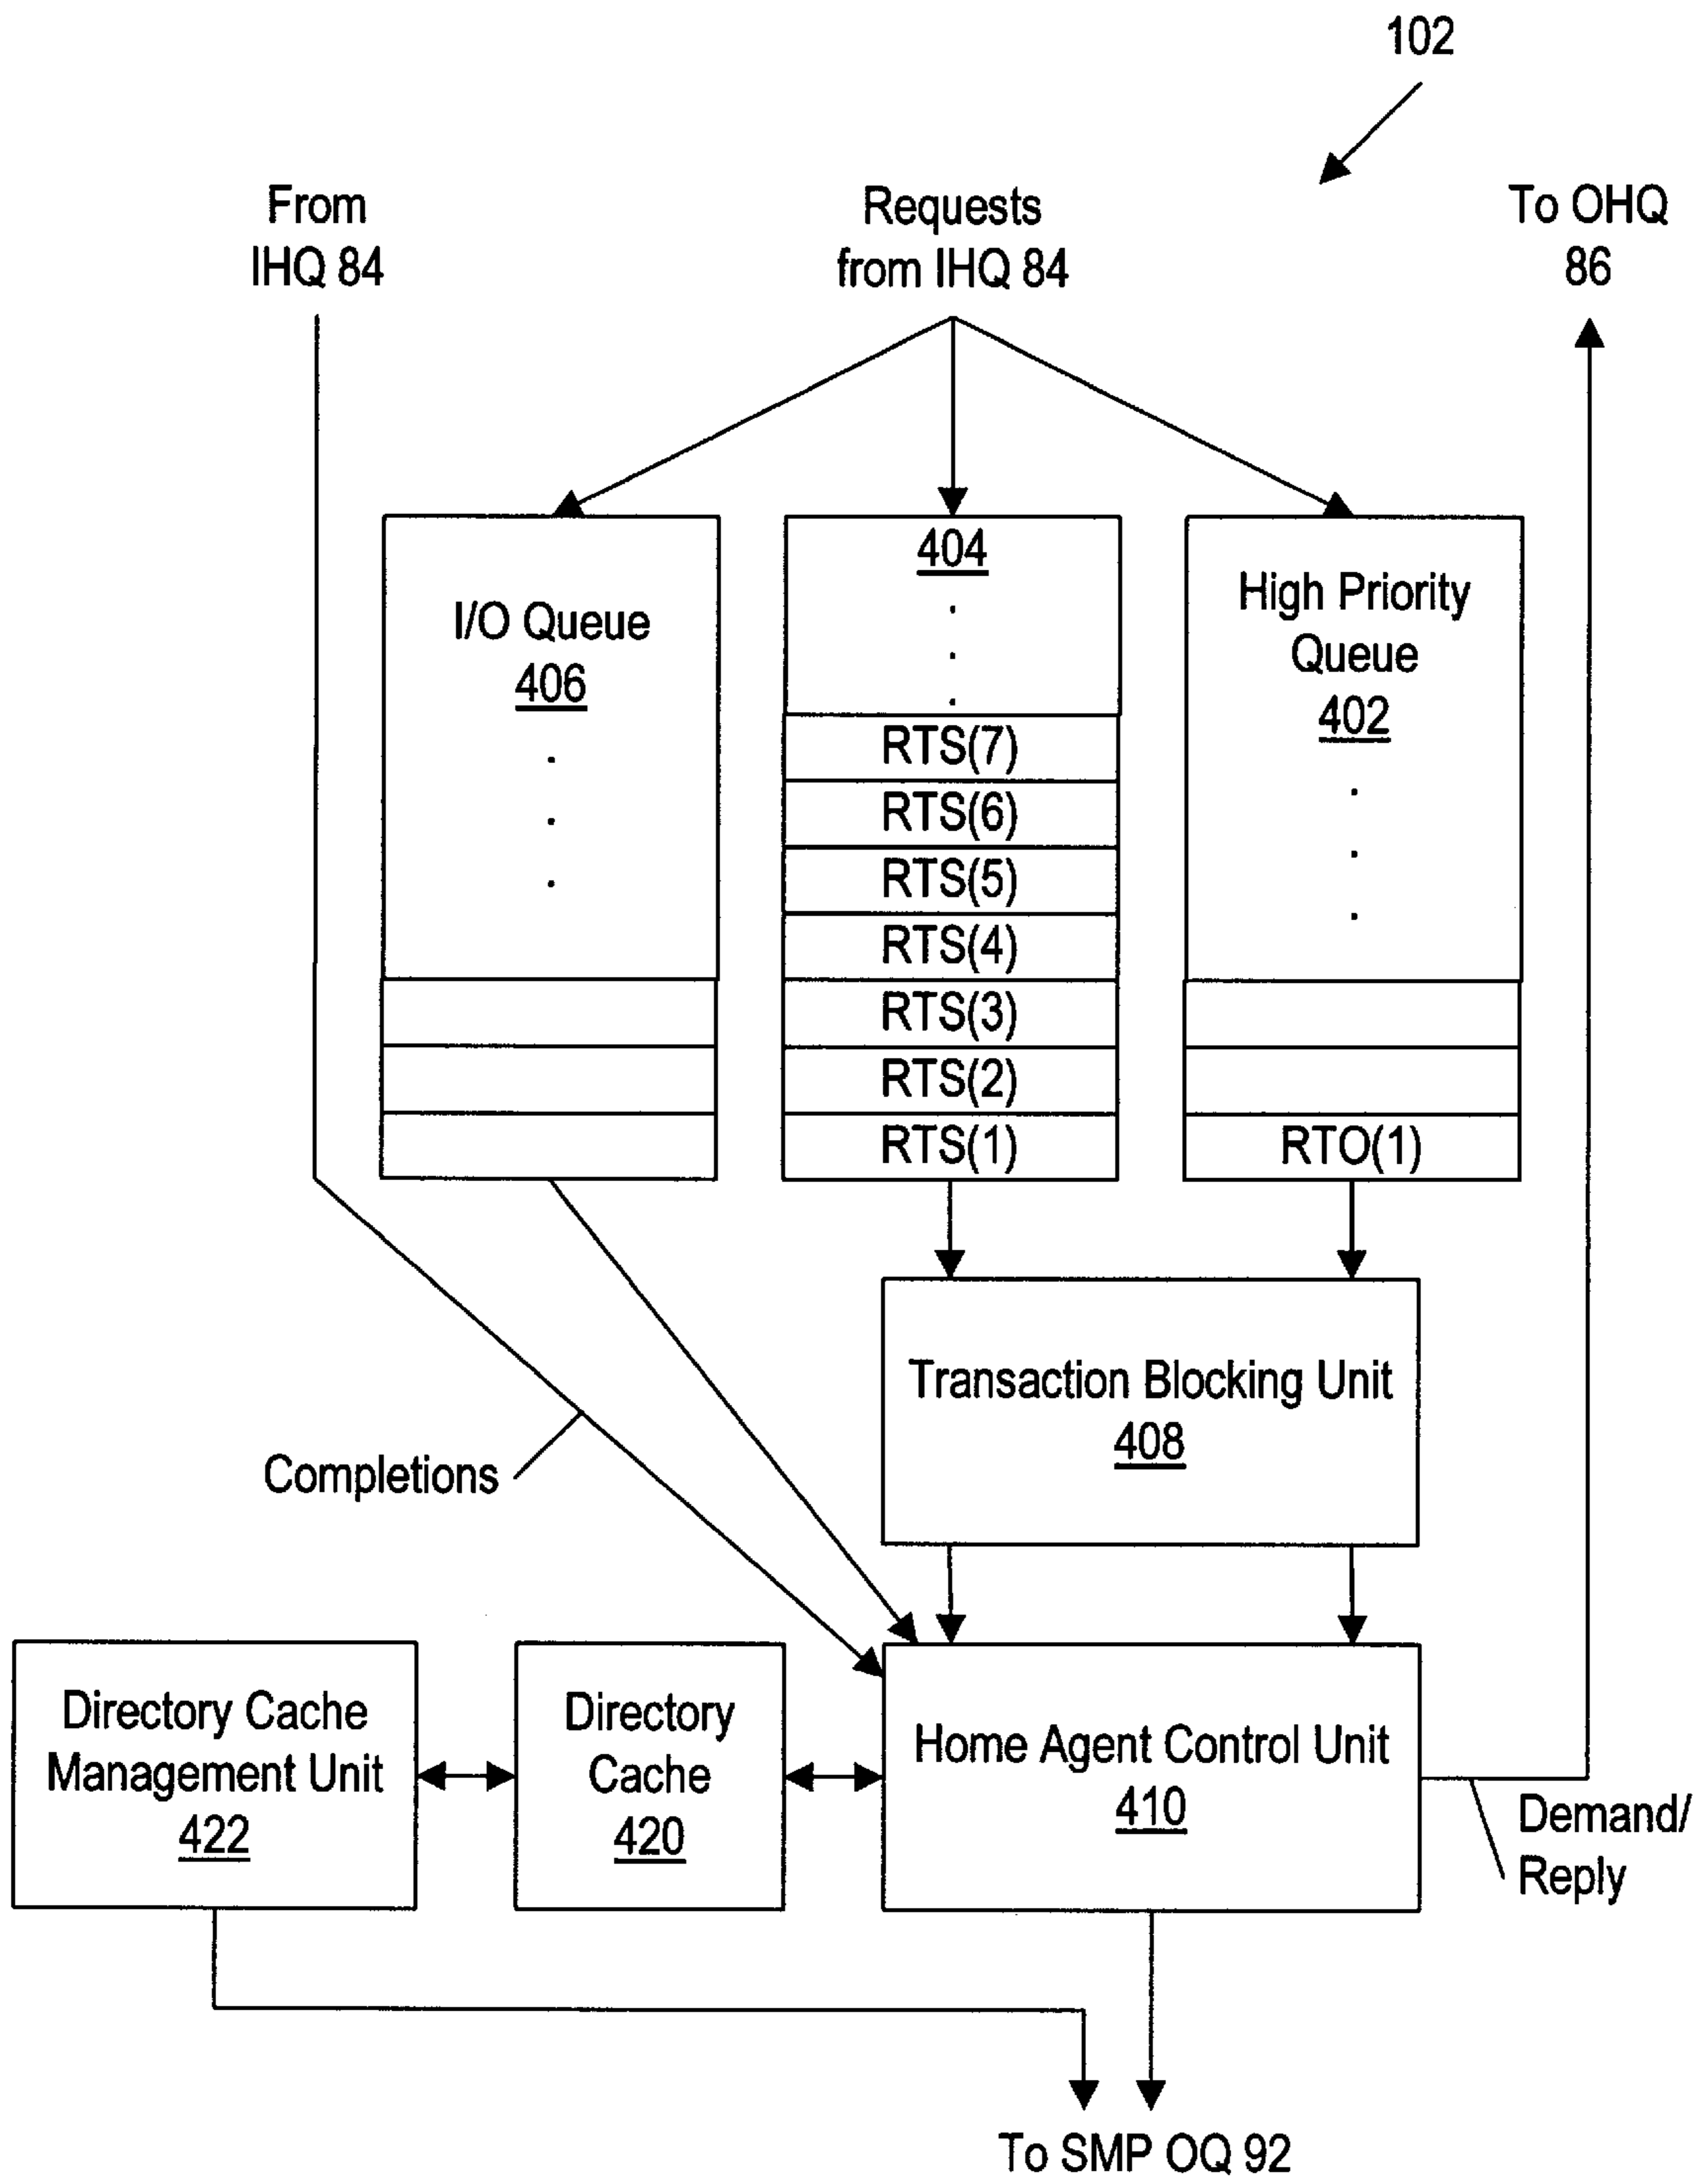 102
From
IHQ 84
Requests
from IHQ 84
To OHQ
86
I/O Queue
406
.
.
.
404
.
.
.
RTS(7)
RTS(6)
RTS(5)
RTS(4)
RTS(3)
RTS(2)
RTS(1)
High Priority
Queue
402
.
.
.
RTO(1)
Transaction Blocking Unit
408
Completions
Directory Cache
Management Unit
422
Directory
Cache
420
Home Agent Control Unit
410
Demand/
Reply
To SMP OQ 92